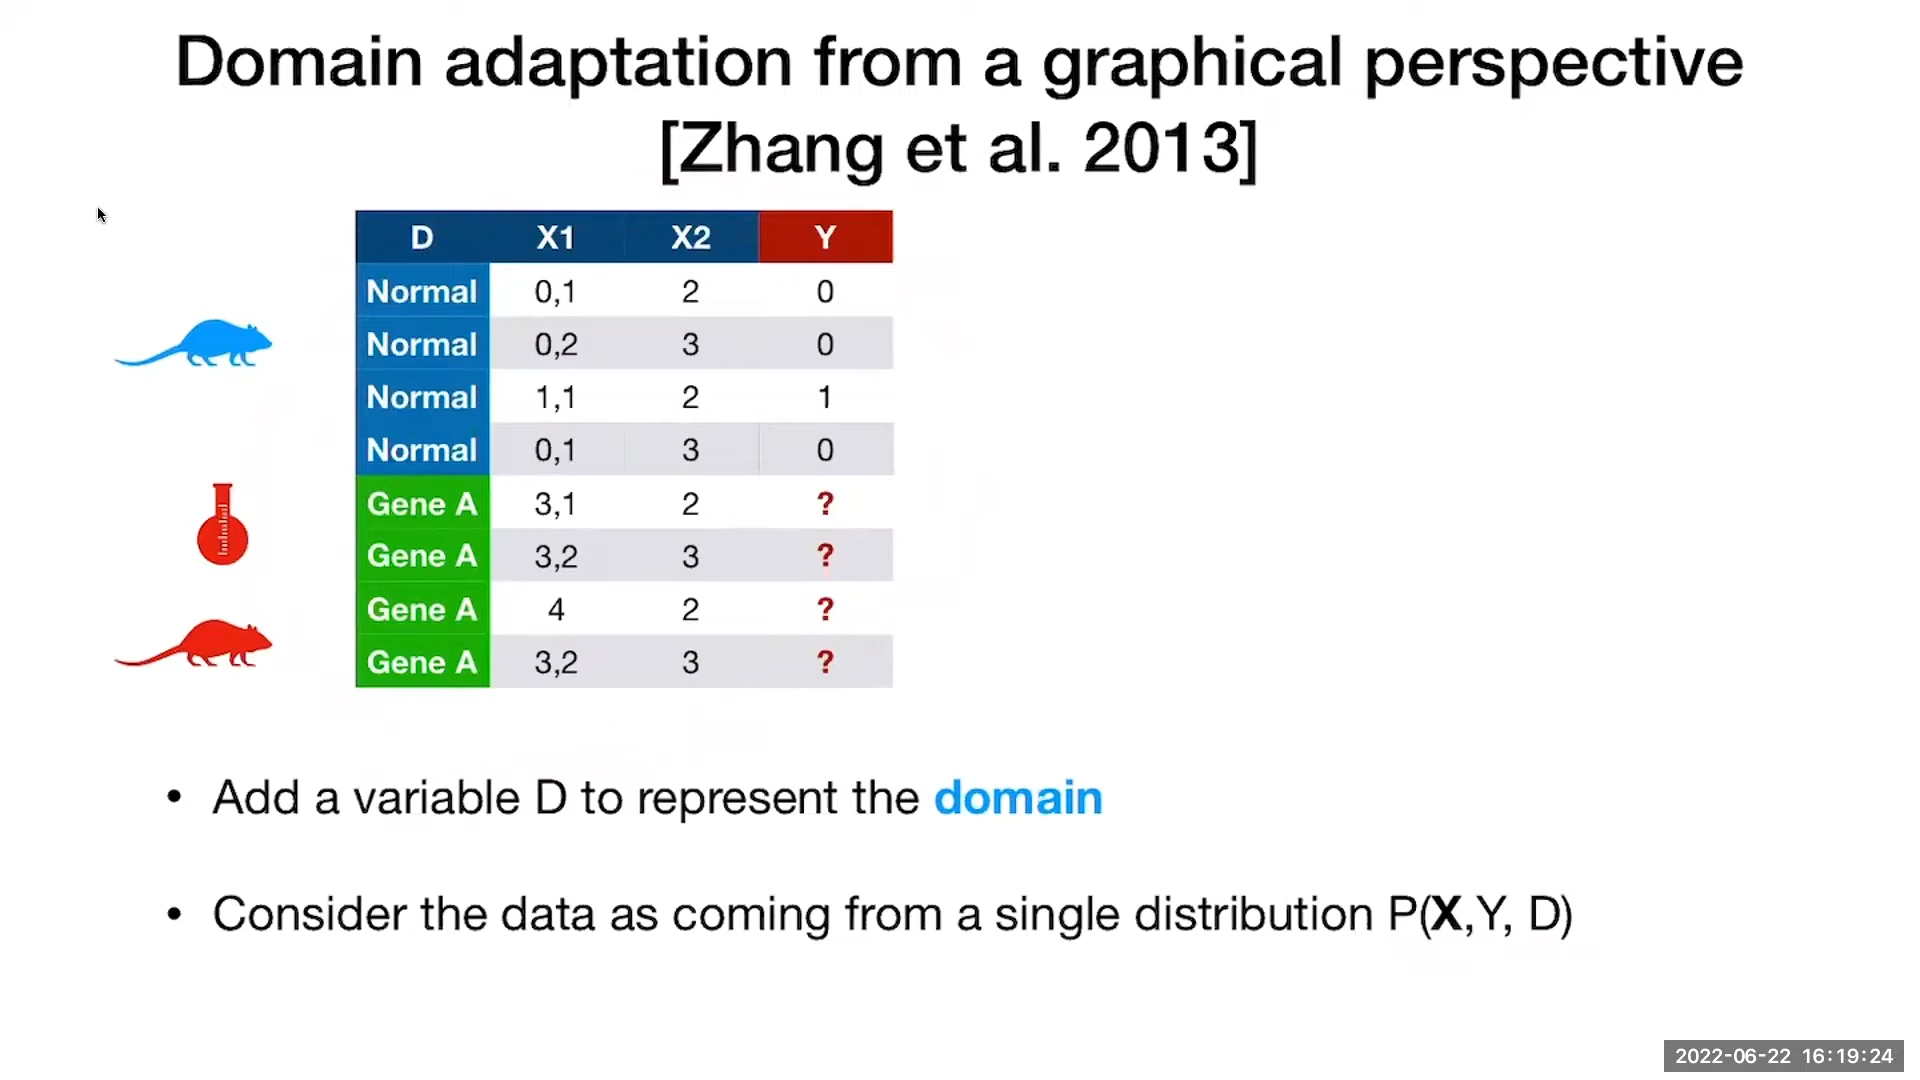 Domain adaptation from a graphical perspective
[Zhang et al. 2013]
D X1 X2 Y
Normal 0,1 2 0
Normal 0,2 3 0
Normal 1,1 2 1
Normal 0,1 3 0
Gene A 3,1 2 ?
Gene A 3,2 3 ?
Gene A 4 2 ?
Gene A 3,2 3 ?
• Add a variable D to represent the domain
• Consider the data as coming from a single distribution P(X,Y, D)
2022-06-22 16:19:24